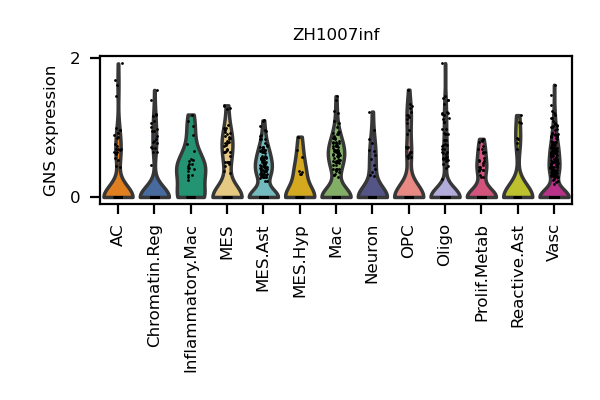 ZH1007inf
GNS expression
2
0
AC
Chromatin.Reg
Inflammatory.Mac
MES
MES.Ast
MES.Hyp
Mac
Neuron
OPC
Oligo
Prolif.Metab
Reactive.Ast
Vasc